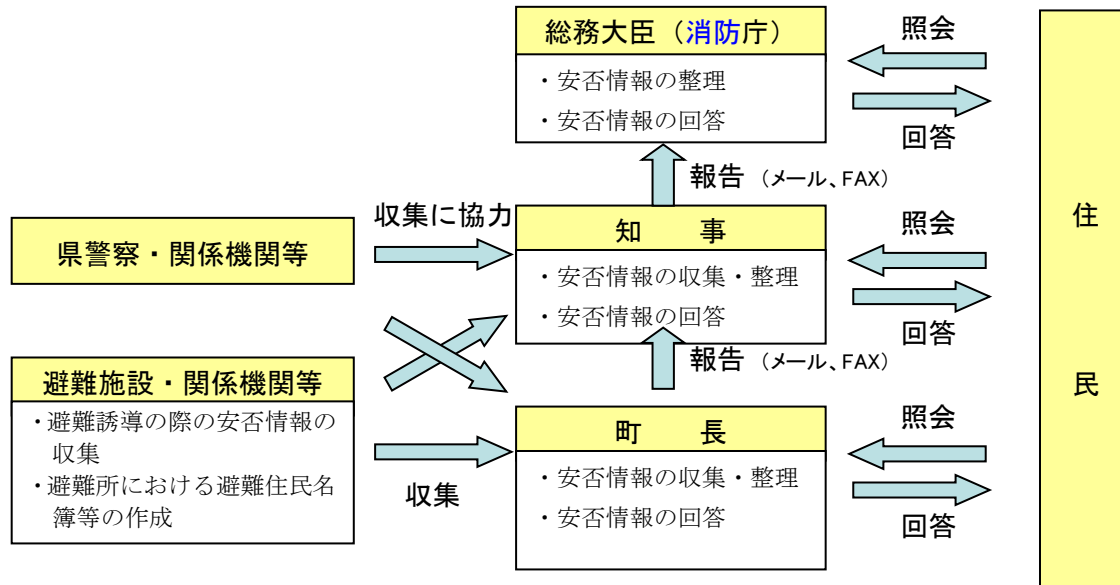 総務大臣（消防庁）
・安否情報の整理
・安否情報の回答
照会
回答
報告（メール、FAX）
県警察・関係機関等
収集に協力
知　事
・安否情報の収集・整理
・安否情報の回答
照会
回答
報告（メール、FAX）
避難施設・関係機関等
・避難誘導の際の安否情報の
収集
・避難所における避難住民名
簿等の作成
収集
町　長
・安否情報の収集・整理
・安否情報の回答
照会
回答
住
民